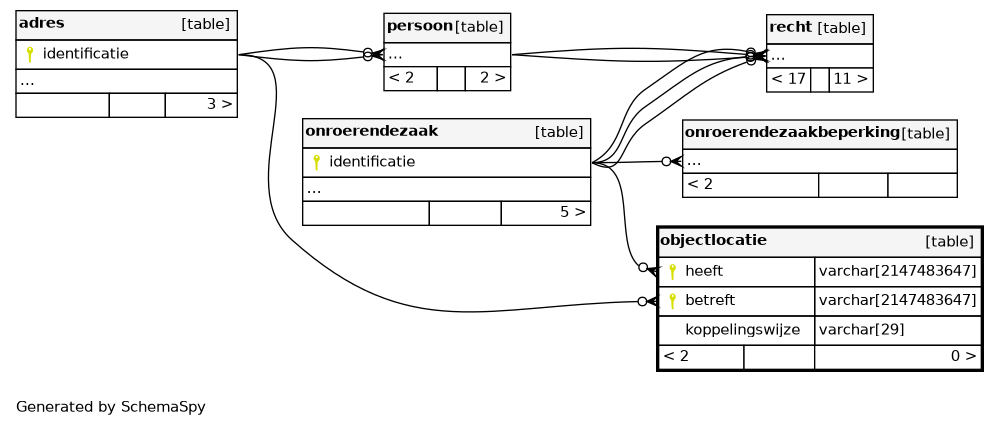 adres [table]
identificatie
...
3 >
persoon [table]
...
< 2 2 >
recht [table]
...
< 17 11 >
onroerendezaak [table]
identificatie
...
5 >
onroerendezaakbeperking [table]
...
< 2
objectlocatie [table]
heeft varchar[2147483647]
betreft varchar[2147483647]
koppelingswijze varchar[29]
< 2 0 >
Generated by SchemaSpy